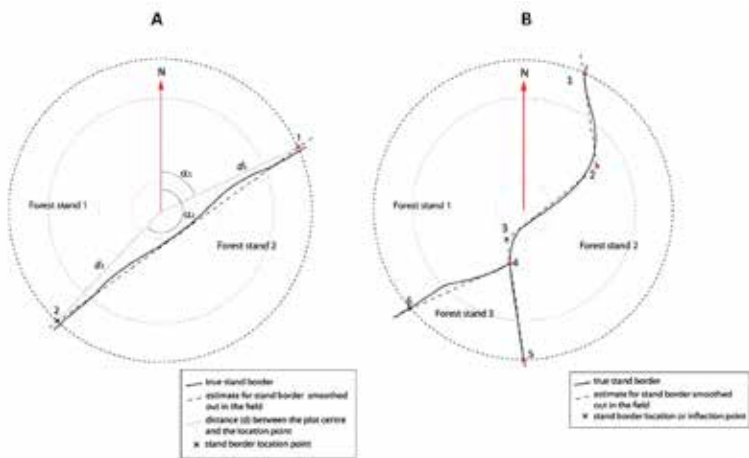 A
N
1
d₁
α₁
α₂
Forest stand 1
Forest stand 2
d₂
2
true stand border
estimate for stand border smoothed
out in the field
distance (d) between the plot centre
and the location point
stand border location point
B
1
N
2
Forest stand 1
3
Forest stand 2
4
6
Forest stand 3
5
true stand border
estimate for stand border smoothed
out in the field
stand border location or inflection point